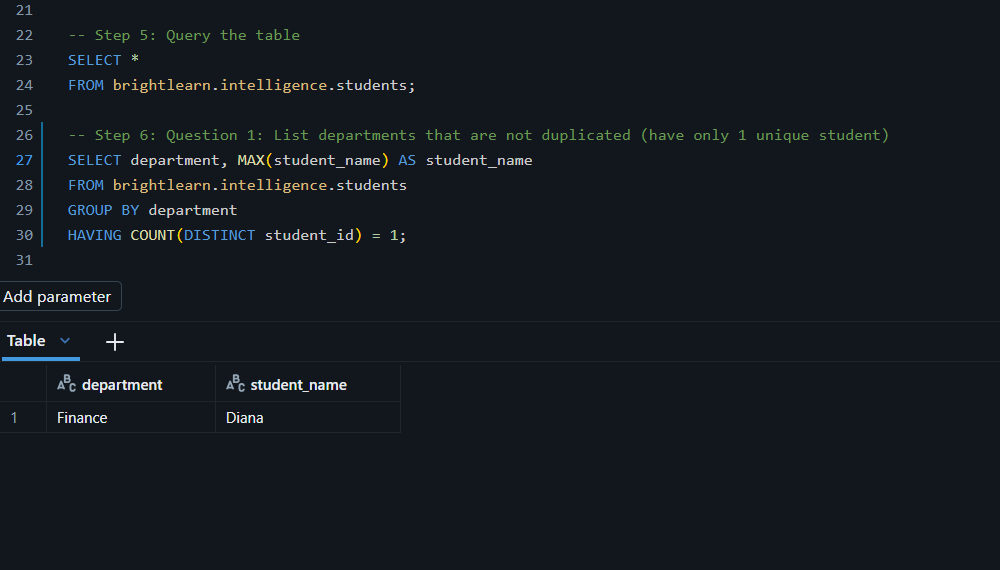 21
22 -- Step 5: Query the table
23 SELECT *
24 FROM brightlearn.intelligence.students;
25
26 -- Step 6: Question 1: List departments that are not duplicated (have only 1 unique student)
27 SELECT department, MAX(student_name) AS student_name
28 FROM brightlearn.intelligence.students
29 GROUP BY department
30 HAVING COUNT(DISTINCT student_id) = 1;
31
Add parameter
Table +
ABC department ABC student_name
1 Finance Diana